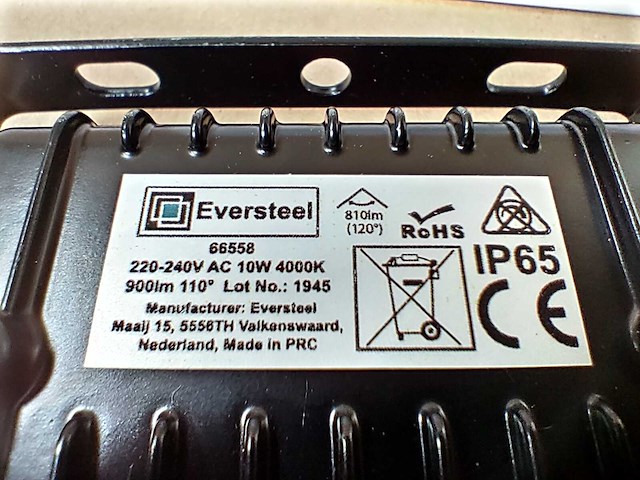 Eversteel
66558
220-240V AC 10W 4000K
900lm 110° Lot No.: 1945
Manufacturer: Eversteel
Maaij 15, 5556TH Valkenswaard,
Nederland, Made in PRC
810lm
(120°)
RoHS
IP65
CE